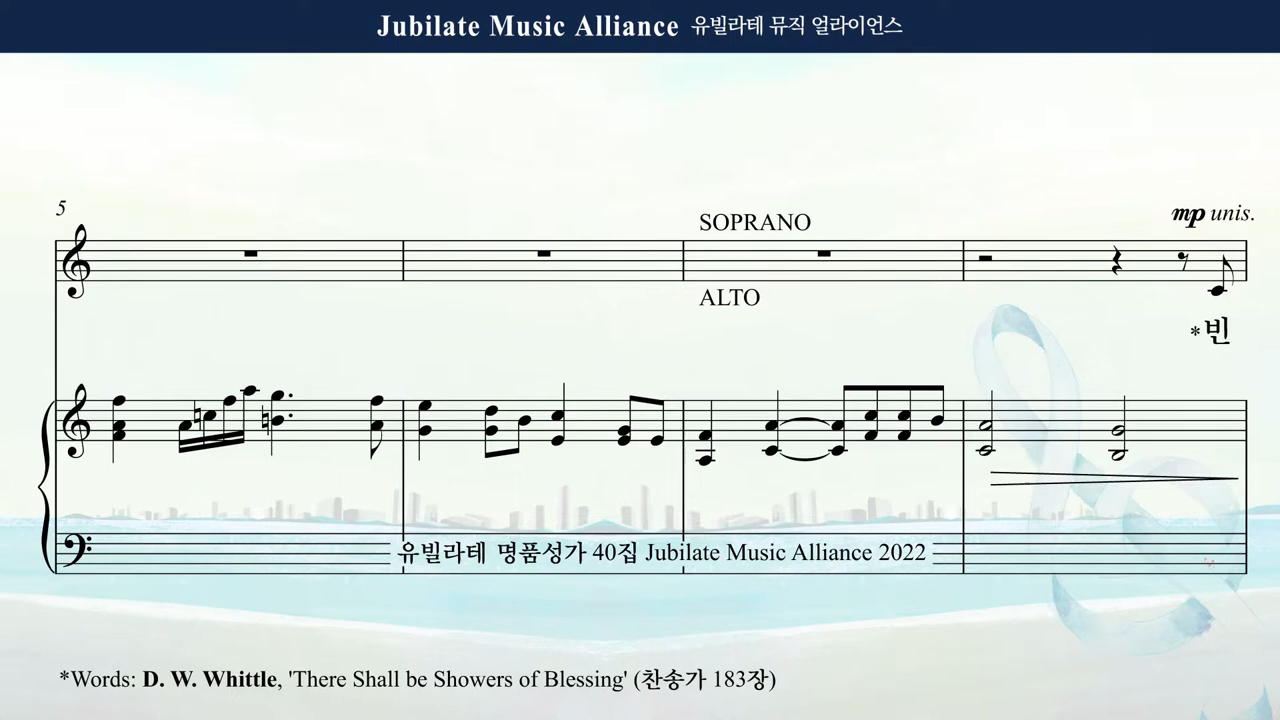 Jubilate Music Alliance 유빌라테 뮤직 얼라이언스
5
SOPRANO
mp unis.
ALTO
*빈
유빌라테 명품성가 40집 Jubilate Music Alliance 2022
*Words: D. W. Whittle, 'There Shall be Showers of Blessing' (찬송가 183장)